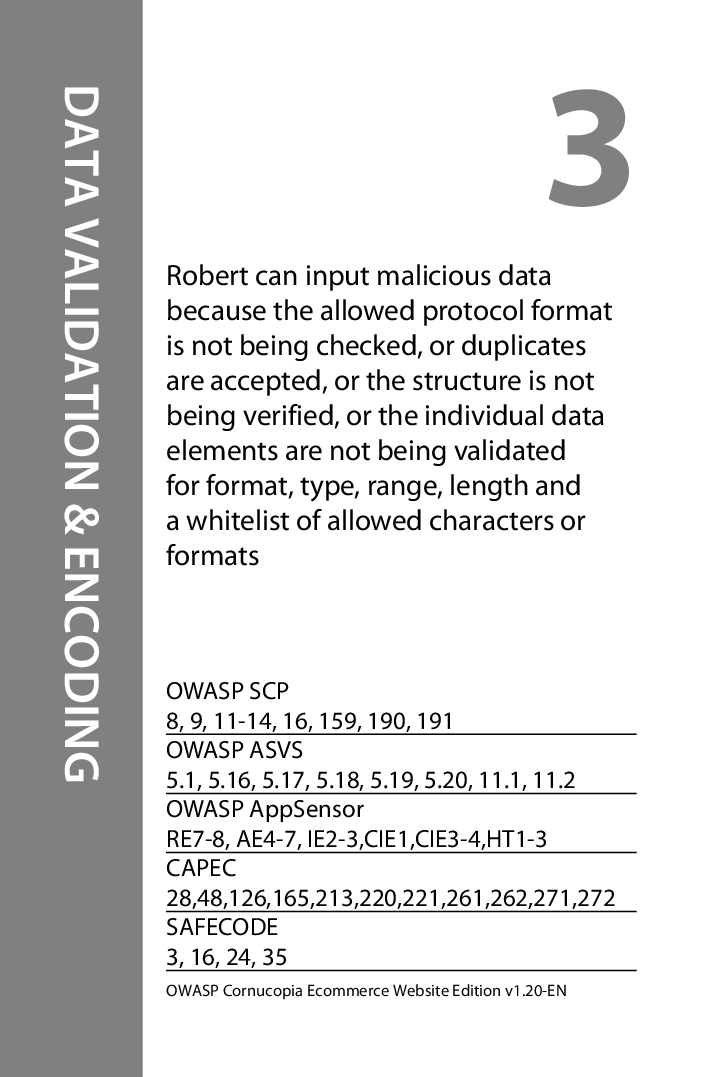 DATA VALIDATION & ENCODING
3
Robert can input malicious data
because the allowed protocol format
is not being checked, or duplicates
are accepted, or the structure is not
being verified, or the individual data
elements are not being validated
for format, type, range, length and
a whitelist of allowed characters or
formats
OWASP SCP
8, 9, 11-14, 16, 159, 190, 191
OWASP ASVS
5.1, 5.16, 5.17, 5.18, 5.19, 5.20, 11.1, 11.2
OWASP AppSensor
RE7-8, AE4-7, IE2-3,CIE1,CIE3-4,HT1-3
CAPEC
28,48,126,165,213,220,221,261,262,271,272
SAFECODE
3, 16, 24, 35
OWASP Cornucopia Ecommerce Website Edition v1.20-EN